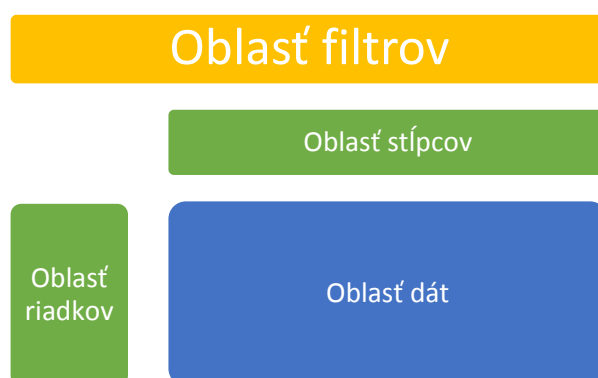 Oblasť filtrov
Oblasť stĺpcov
Oblasť
riadkov
Oblasť dát